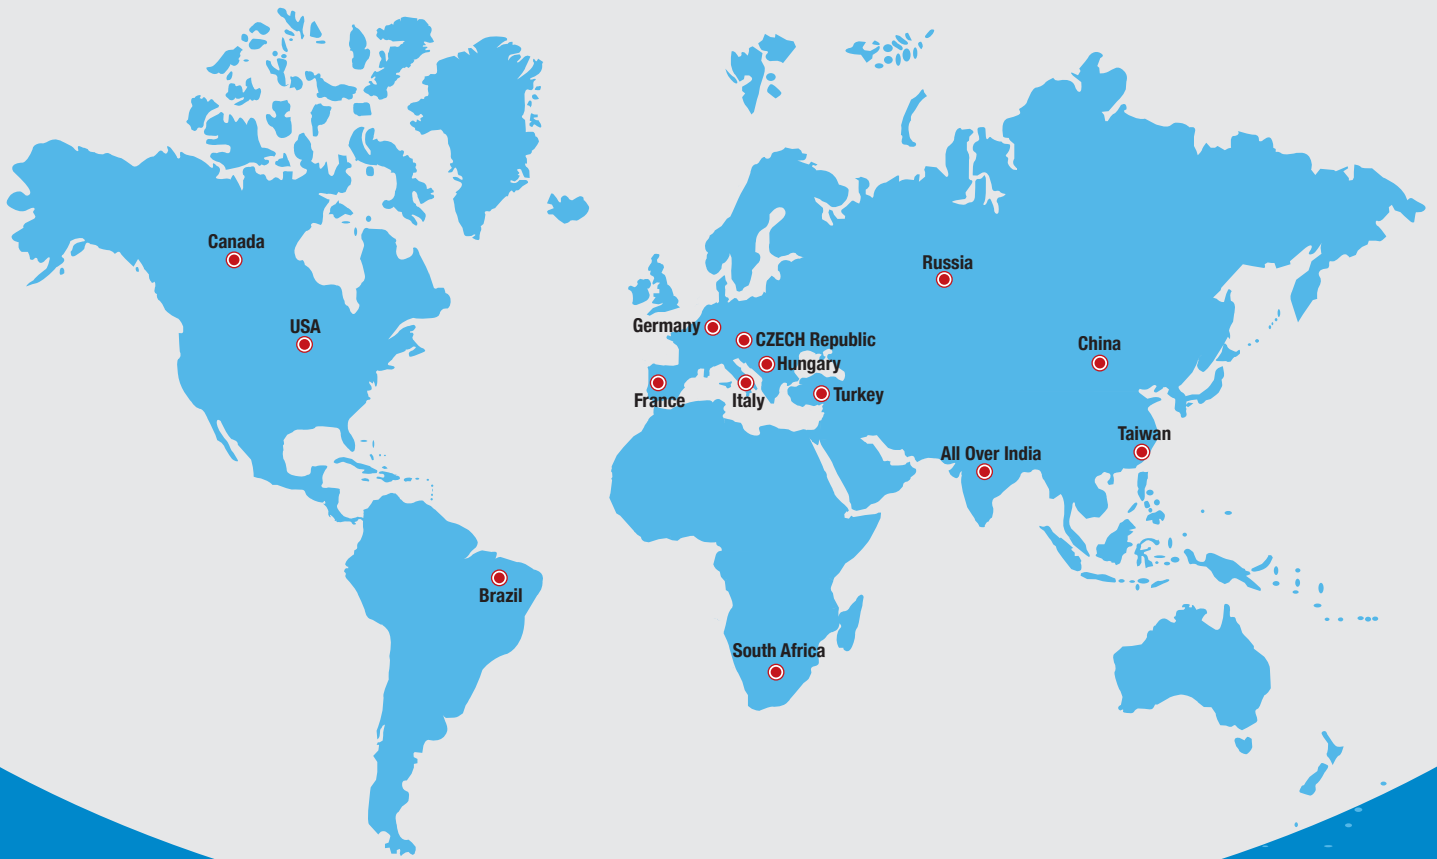 Canada
Russia
USA
Germany
CZECH Republic
China
Hungary
France
Italy
Turkey
Taiwan
All Over India
Brazil
South Africa